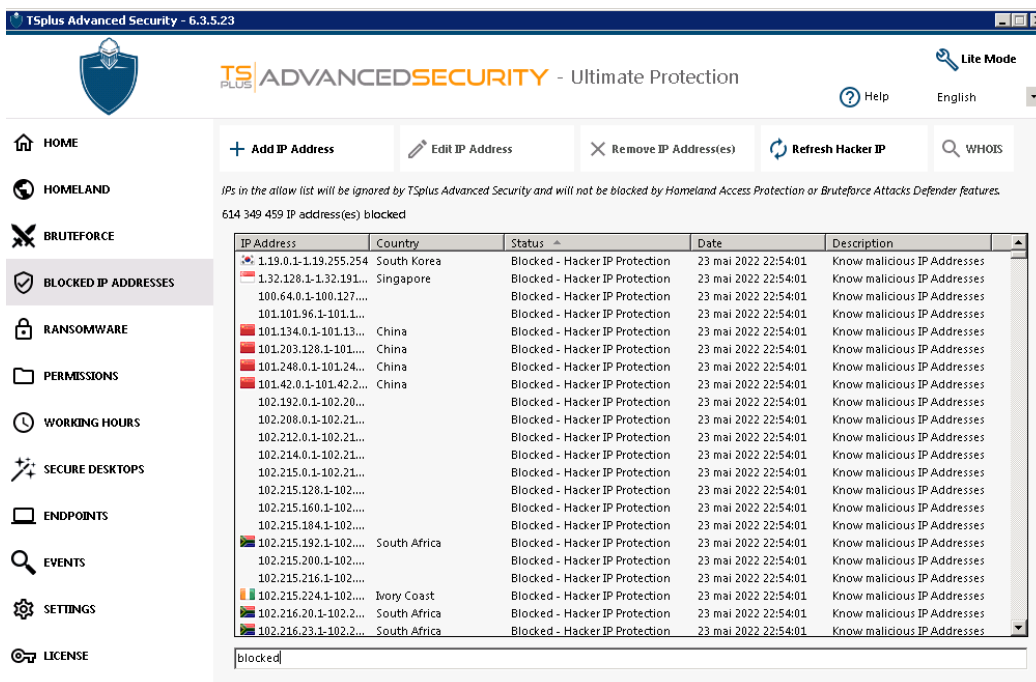 TSplus Advanced Security - 6.3.5.23
TS PLUS ADVANCEDSECURITY - Ultimate Protection
Lite Mode
Help
English
HOME
HOMELAND
BRUTEFORCE
BLOCKED IP ADDRESSES
RANSOMWARE
PERMISSIONS
WORKING HOURS
SECURE DESKTOPS
ENDPOINTS
EVENTS
SETTINGS
LICENSE
Add IP Address Edit IP Address Remove IP Address(es) Refresh Hacker IP WHOIS
IPs in the allow list will be ignored by TSplus Advanced Security and will not be blocked by Homeland Access Protection or Bruteforce Attacks Defender features.
614 349 459 IP address(es) blocked
IP Address Country Status Date Description
1.19.0.1-1.19.255.254 South Korea Blocked - Hacker IP Protection 23 mai 2022 22:54:01 Know malicious IP Addresses
1.32.128.1-1.32.191... Singapore Blocked - Hacker IP Protection 23 mai 2022 22:54:01 Know malicious IP Addresses
100.64.0.1-100.127.... Blocked - Hacker IP Protection 23 mai 2022 22:54:01 Know malicious IP Addresses
101.101.96.1-101.1... Blocked - Hacker IP Protection 23 mai 2022 22:54:01 Know malicious IP Addresses
101.134.0.1-101.13... China Blocked - Hacker IP Protection 23 mai 2022 22:54:01 Know malicious IP Addresses
101.203.128.1-101.... China Blocked - Hacker IP Protection 23 mai 2022 22:54:01 Know malicious IP Addresses
101.248.0.1-101.24... China Blocked - Hacker IP Protection 23 mai 2022 22:54:01 Know malicious IP Addresses
101.42.0.1-101.42.2... China Blocked - Hacker IP Protection 23 mai 2022 22:54:01 Know malicious IP Addresses
102.192.0.1-102.20... Blocked - Hacker IP Protection 23 mai 2022 22:54:01 Know malicious IP Addresses
102.208.0.1-102.21... Blocked - Hacker IP Protection 23 mai 2022 22:54:01 Know malicious IP Addresses
102.212.0.1-102.21... Blocked - Hacker IP Protection 23 mai 2022 22:54:01 Know malicious IP Addresses
102.214.0.1-102.21... Blocked - Hacker IP Protection 23 mai 2022 22:54:01 Know malicious IP Addresses
102.215.0.1-102.21... Blocked - Hacker IP Protection 23 mai 2022 22:54:01 Know malicious IP Addresses
102.215.128.1-102.... Blocked - Hacker IP Protection 23 mai 2022 22:54:01 Know malicious IP Addresses
102.215.160.1-102.... Blocked - Hacker IP Protection 23 mai 2022 22:54:01 Know malicious IP Addresses
102.215.184.1-102.... Blocked - Hacker IP Protection 23 mai 2022 22:54:01 Know malicious IP Addresses
102.215.192.1-102.... South Africa Blocked - Hacker IP Protection 23 mai 2022 22:54:01 Know malicious IP Addresses
102.215.200.1-102.... Blocked - Hacker IP Protection 23 mai 2022 22:54:01 Know malicious IP Addresses
102.215.216.1-102.... Blocked - Hacker IP Protection 23 mai 2022 22:54:01 Know malicious IP Addresses
102.215.224.1-102.... Ivory Coast Blocked - Hacker IP Protection 23 mai 2022 22:54:01 Know malicious IP Addresses
102.216.20.1-102.2... South Africa Blocked - Hacker IP Protection 23 mai 2022 22:54:01 Know malicious IP Addresses
102.216.23.1-102.2... South Africa Blocked - Hacker IP Protection 23 mai 2022 22:54:01 Know malicious IP Addresses
blocked